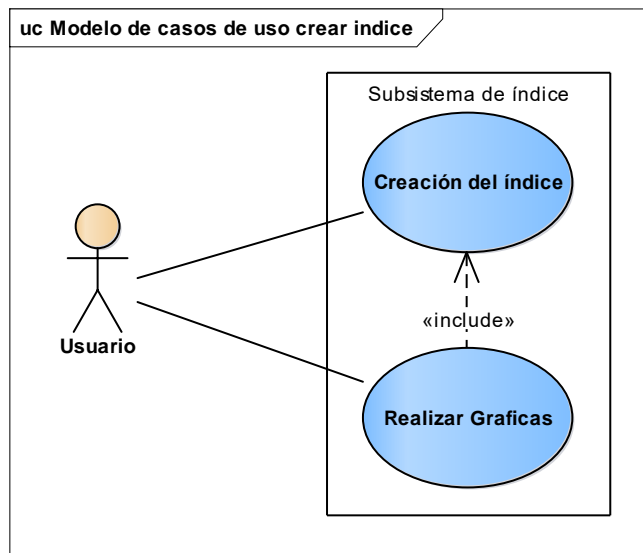 uc Modelo de casos de uso crear indice
Subsistema de índice
Creación del índice
«include»
Usuario
Realizar Graficas